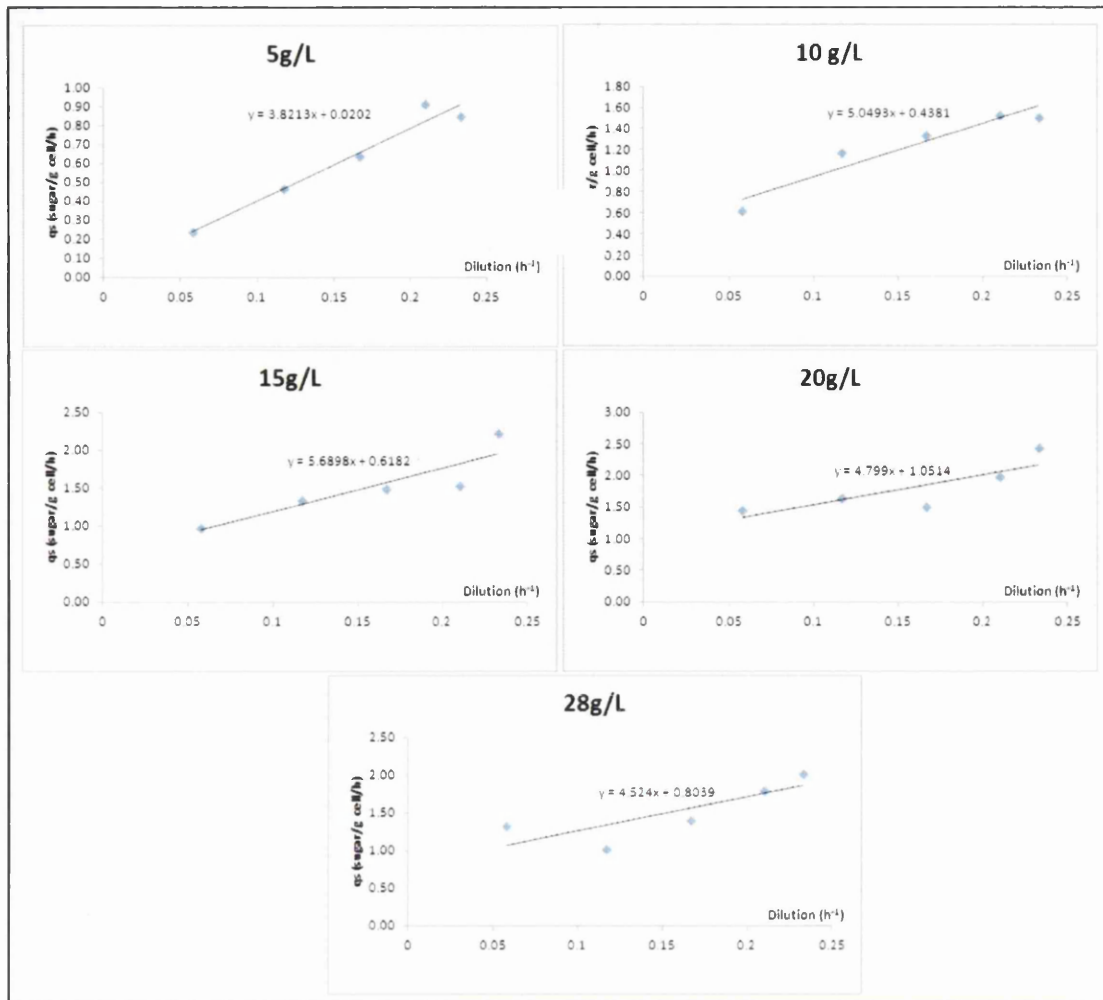 5g/L
qs (sugar/g cell/h)
1.00
0.90
0.80
0.70
0.60
0.50
0.40
0.30
0.20
0.10
0.00
y = 3.8213x + 0.0202
Dilution (h⁻¹)
0 0.05 0.1 0.15 0.2 0.25
10 g/L
r/g cell/h)
1.80
1.60
1.40
1.20
1.00
0.80
0.60
0.40
0.20
0.00
y = 5.0493x + 0.4381
Dilution (h⁻¹)
0 0.05 0.1 0.15 0.2 0.25
15g/L
qs (sugar/g cell/h)
2.50
2.00
1.50
1.00
0.50
0.00
y = 5.6898x + 0.6182
Dilution (h⁻¹)
0 0.05 0.1 0.15 0.2 0.25
20g/L
qs (sugar/g cell/h)
3.00
2.50
2.00
1.50
1.00
0.50
0.00
y = 4.799x + 1.0514
Dilution (h⁻¹)
0 0.05 0.1 0.15 0.2 0.25
28g/L
qs (sugar/g cell/h)
2.50
2.00
1.50
1.00
0.50
0.00
y = 4.524x + 0.8039
Dilution (h⁻¹)
0 0.05 0.1 0.15 0.2 0.25